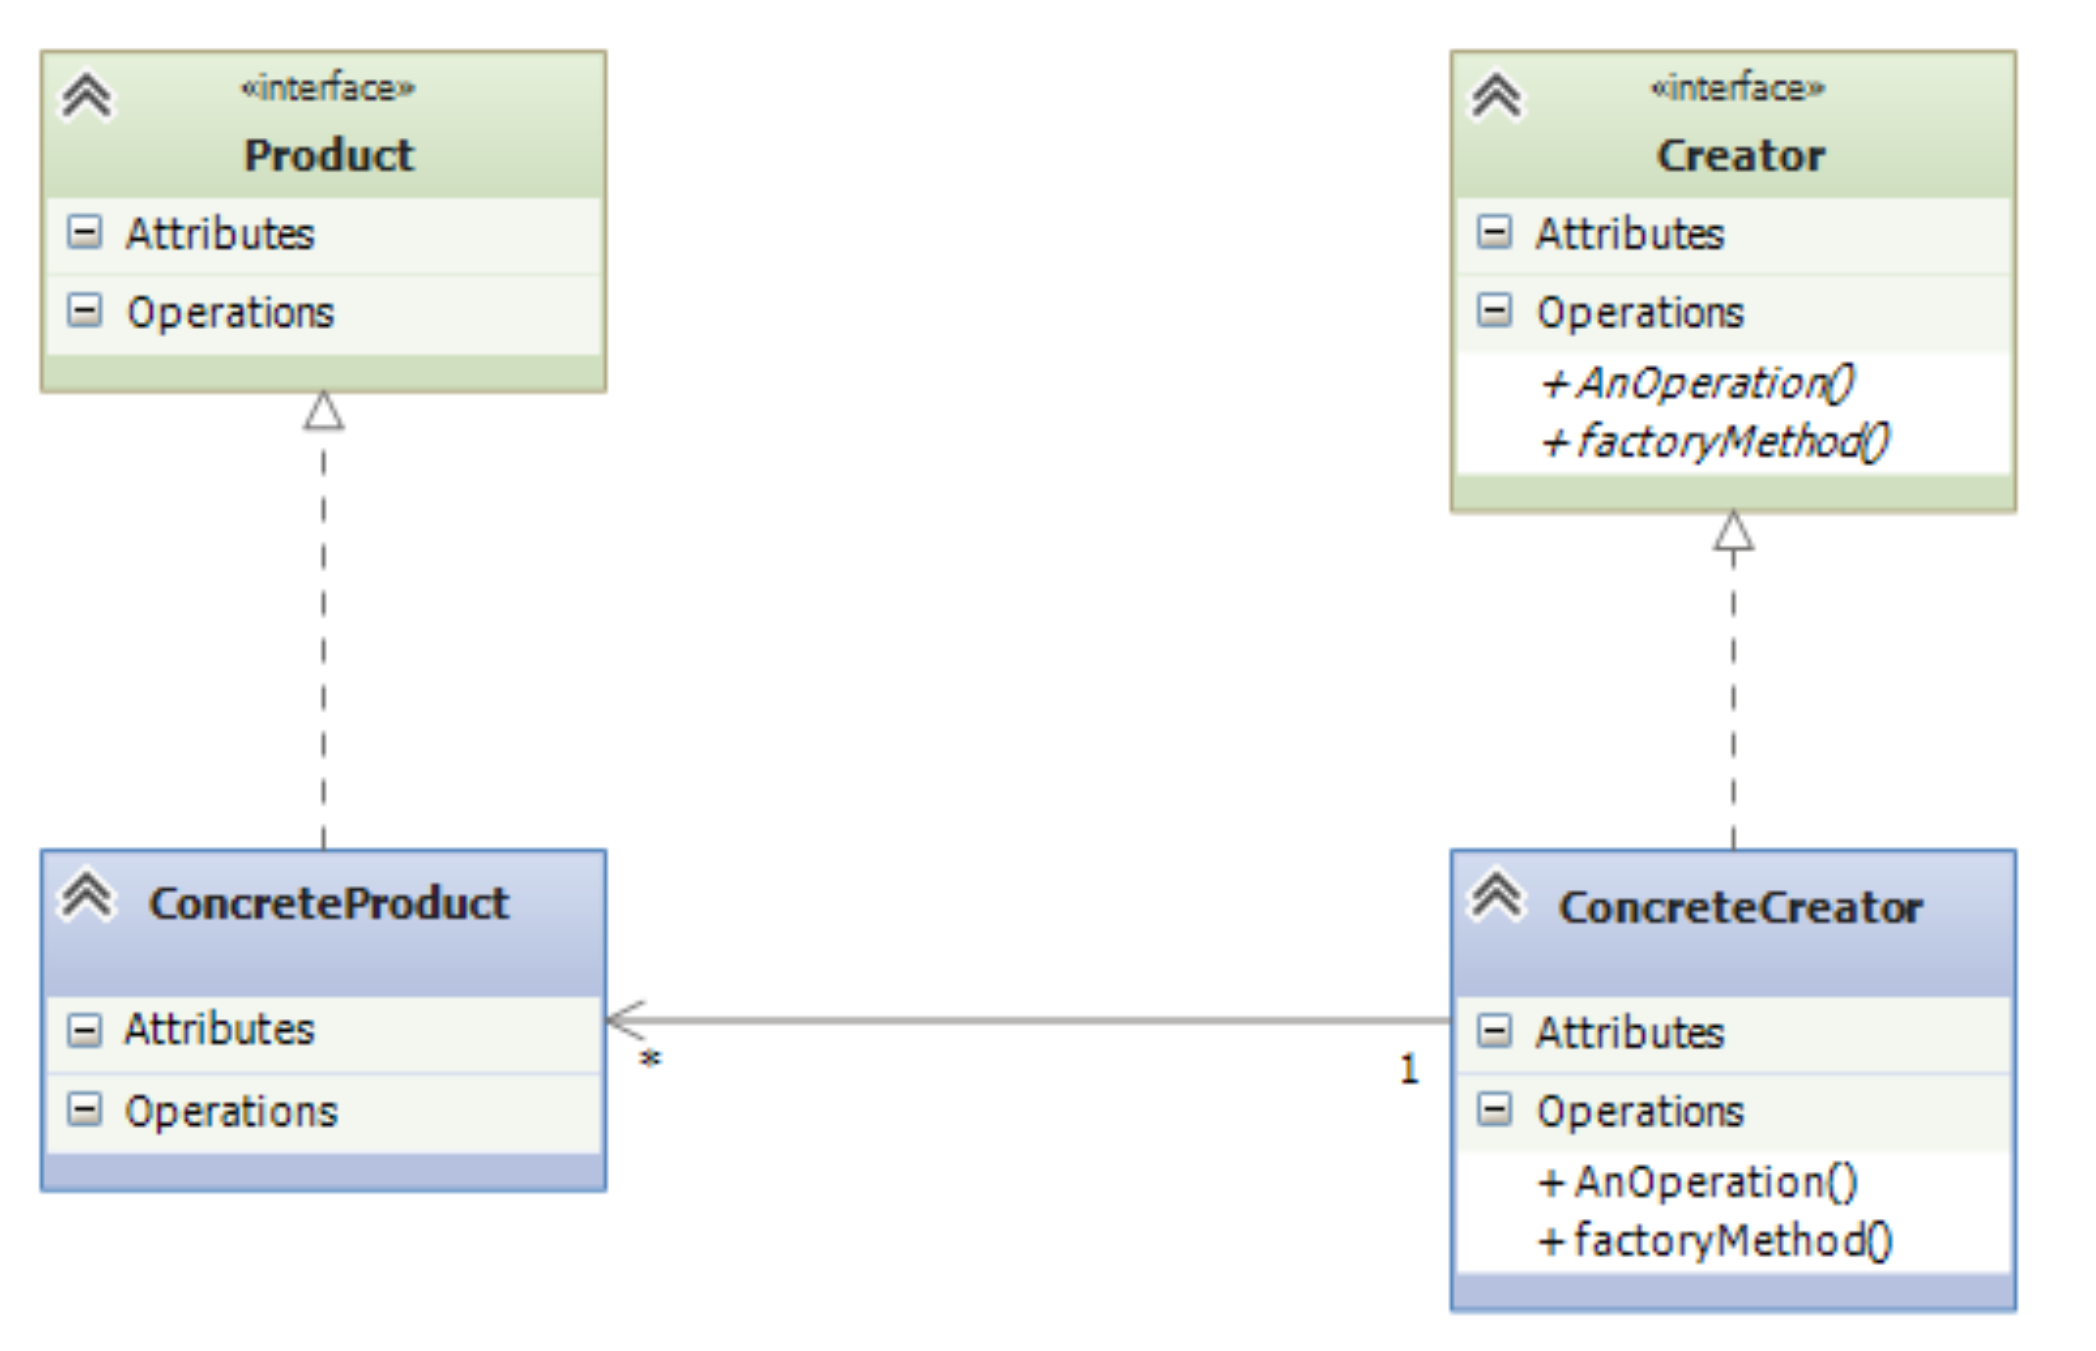 «interface»
Product
Attributes
Operations
«interface»
Creator
Attributes
Operations
+ AnOperation()
+ factoryMethod()
ConcreteProduct
Attributes
Operations
*
1
ConcreteCreator
Attributes
Operations
+ AnOperation()
+ factoryMethod()